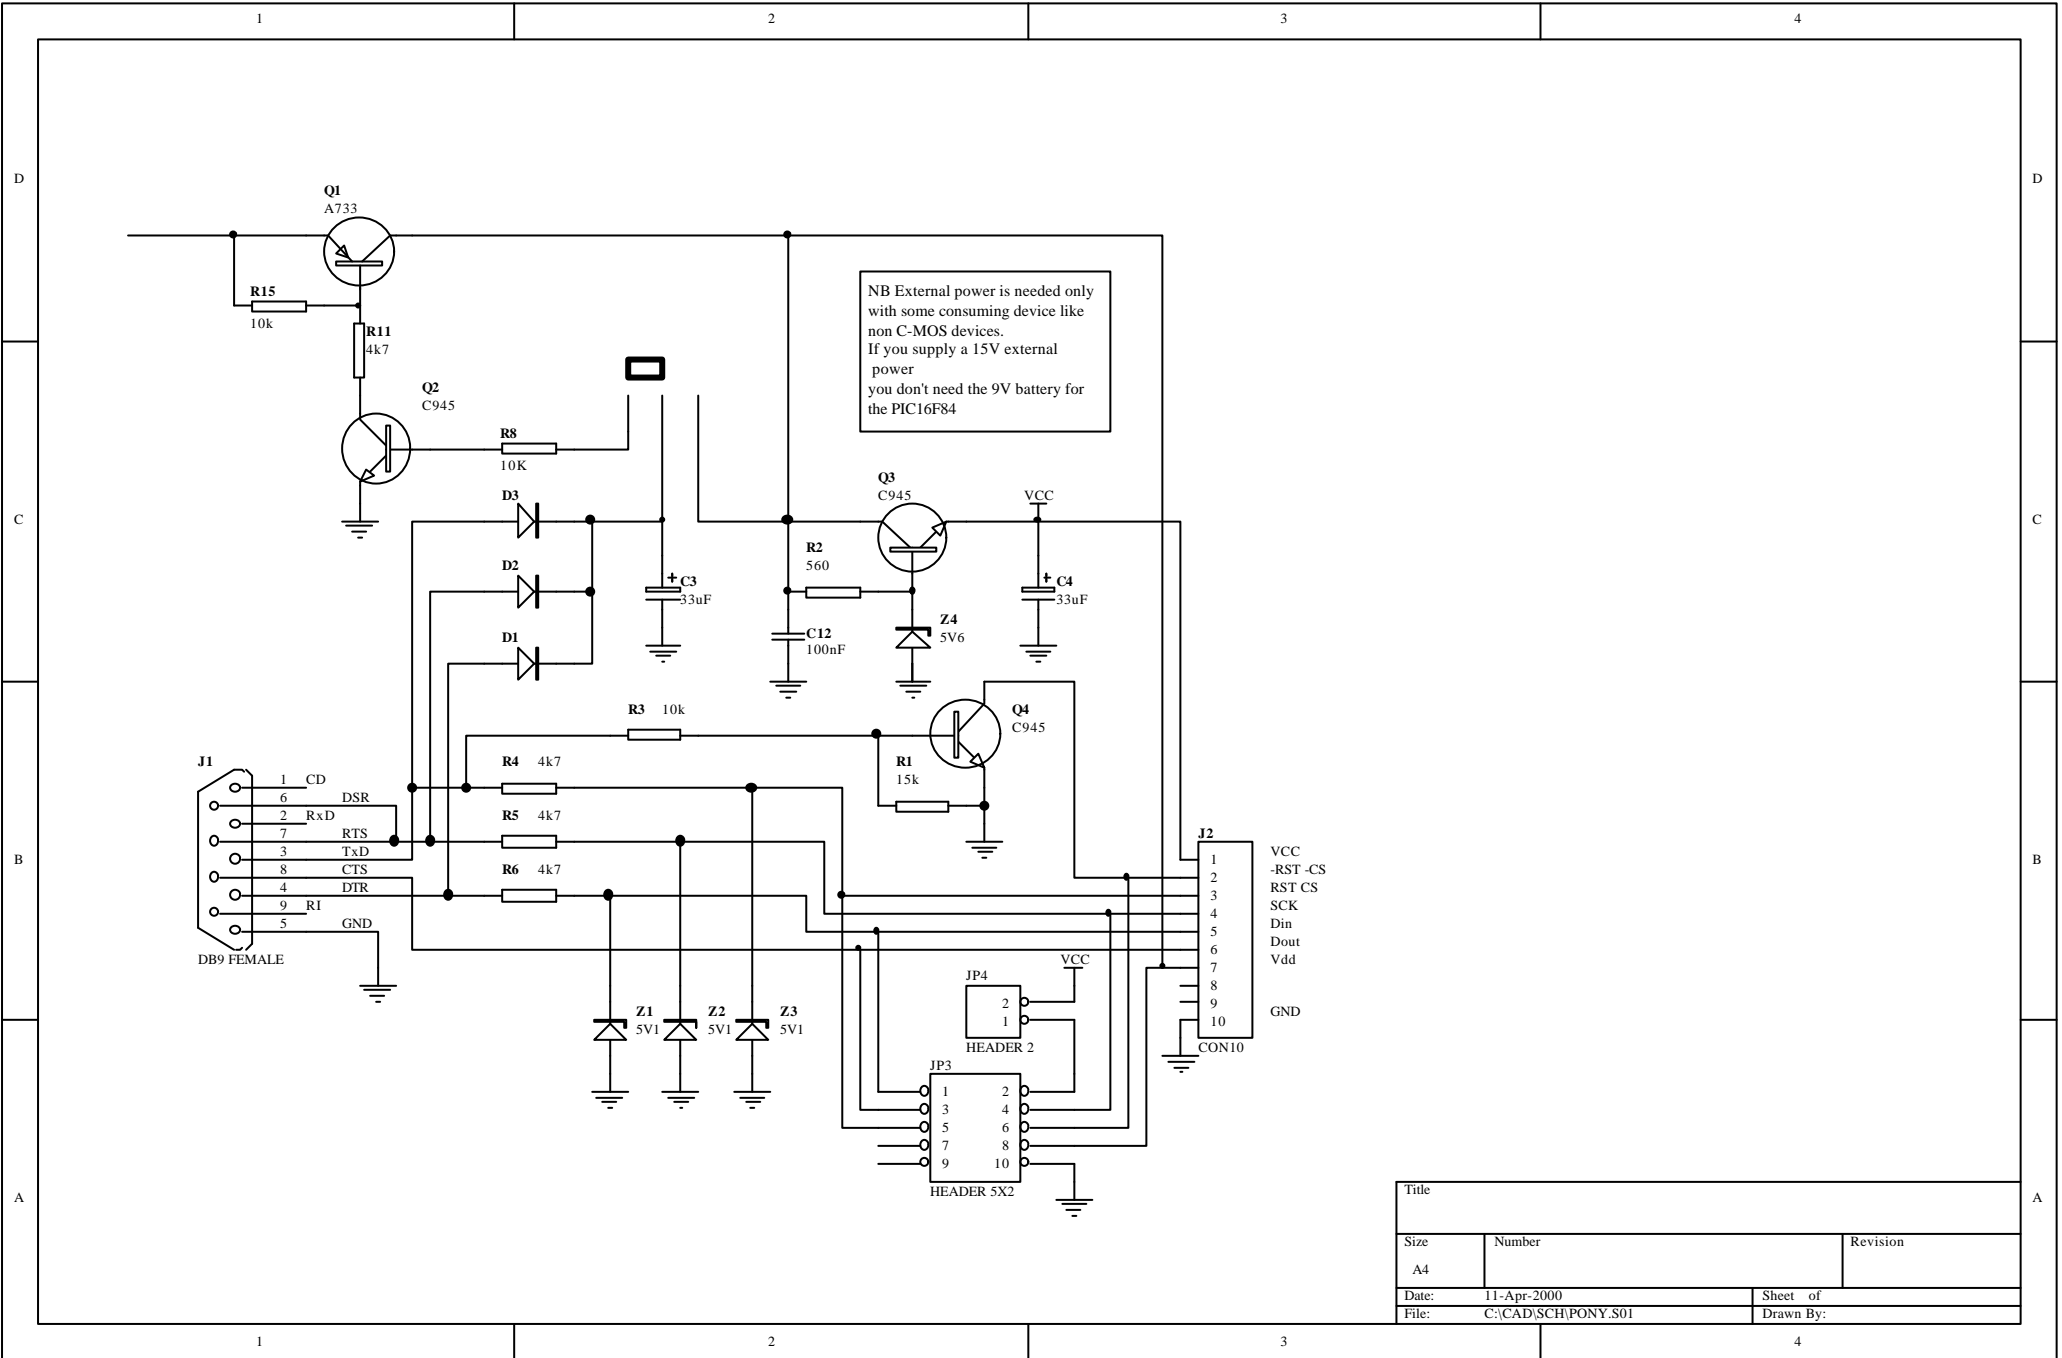 1 2 3 4
D D
Q1
A733
R15
10k
R11
4k7
NB External power is needed only
with some consuming device like
non C-MOS devices.
If you supply a 15V external
power
you don't need the 9V battery for
the PIC16F84
Q2
C945
R8
10K
C C
D3
Q3
C945
VCC
R2
560
D2
+ C3
33uF
+ C4
33uF
D1
C12
100nF
Z4
5V6
R3 10k
Q4
C945
J1
R4 4k7
R1
15k
1 CD
6 DSR
2 RxD
7 RTS
3 TxD
8 CTS
4 DTR
9 RI
5 GND
DB9 FEMALE
R5 4k7
R6 4k7
B B
J2
1 VCC
2 -RST -CS
3 RST CS
4 SCK
5 Din
6 Dout
7 Vdd
8
9 GND
10
CON10
VCC
JP4
2
1
HEADER 2
Z1
5V1
Z2
5V1
Z3
5V1
JP3
1 2
3 4
5 6
7 8
9 10
HEADER 5X2
A A
Title
Size Number Revision
A4
Date: 11-Apr-2000 Sheet of
File: C:\CAD\SCH\PONY.S01 Drawn By:
1 2 3 4